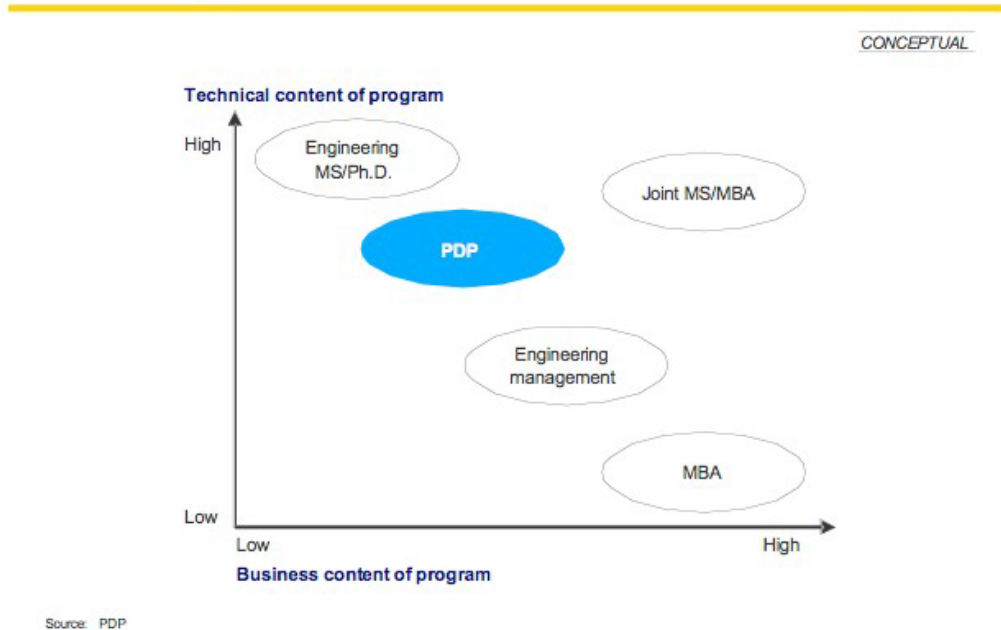 CONCEPTUAL
Technical content of program
High
Engineering
MS/Ph.D.
Joint MS/MBA
PDP
Engineering
management
MBA
Low
Low
High
Business content of program
Source: PDP